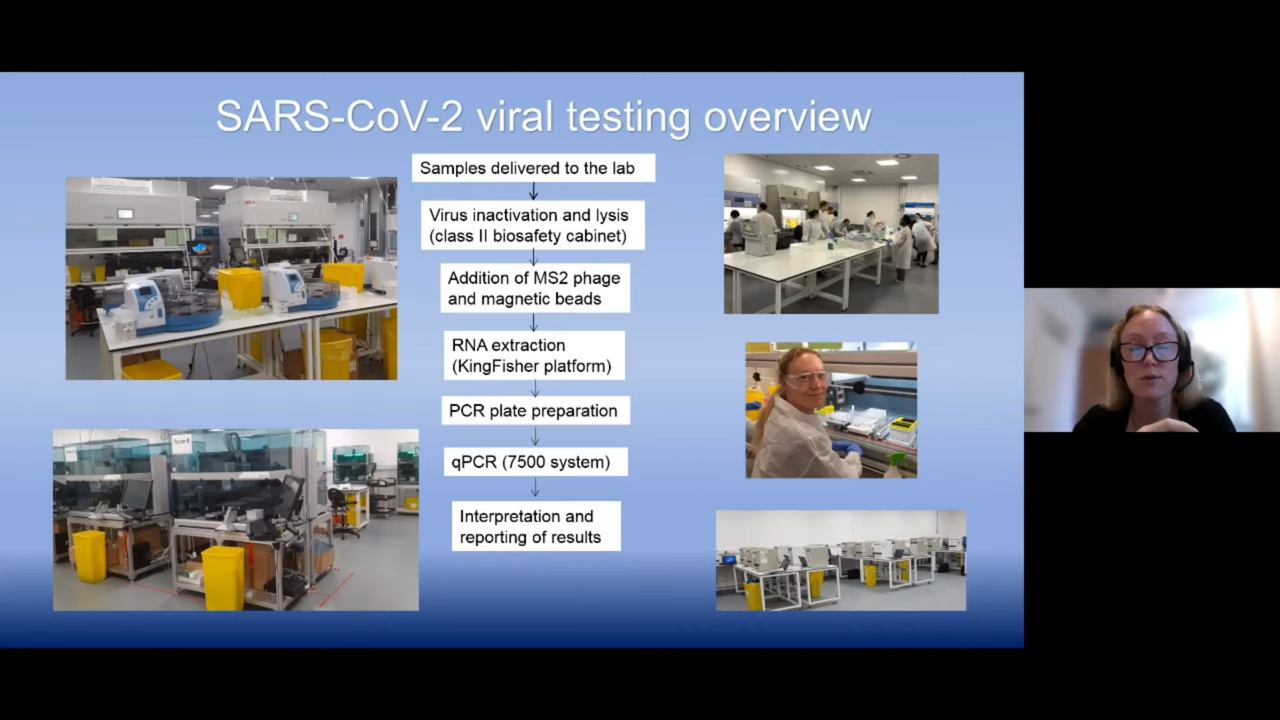 SARS-CoV-2 viral testing overview
Samples delivered to the lab
Virus inactivation and lysis
(class II biosafety cabinet)
Addition of MS2 phage
and magnetic beads
RNA extraction
(KingFisher platform)
PCR plate preparation
qPCR (7500 system)
Interpretation and
reporting of results